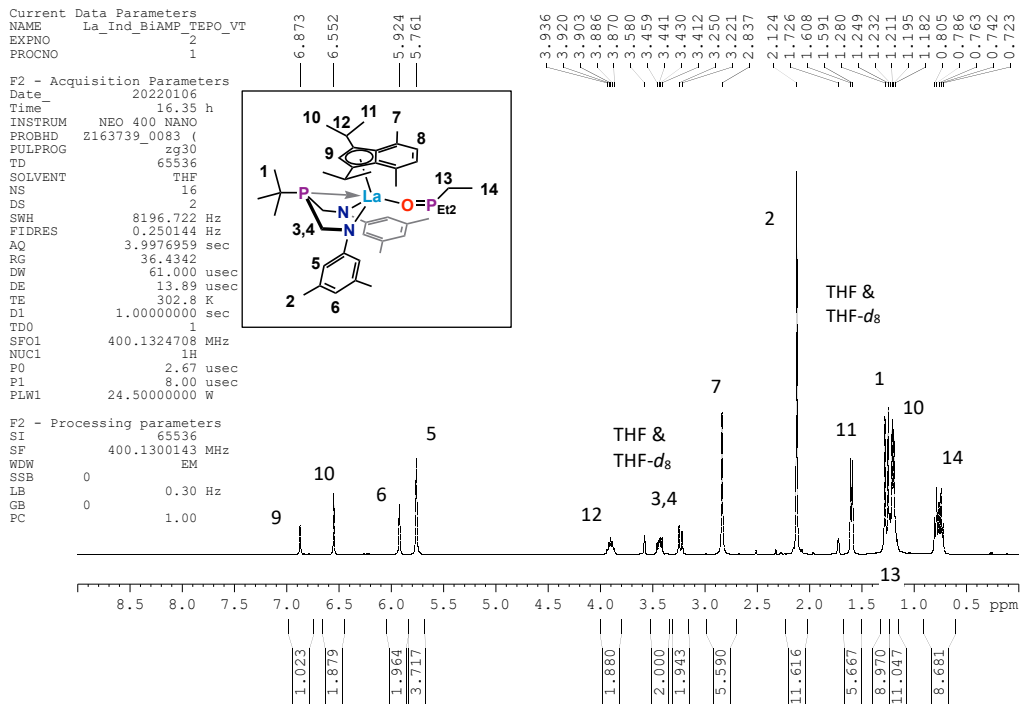 Current Data Parameters
NAME La_Ind_BiAMP_TEPO_VT
EXPNO 2
PROCNO 1
F2 - Acquisition Parameters
Date_ 20220106
Time 16.35 h
INSTRUM NEO 400 NANO
PROBHD Z163739_0083 (
PULPROG zg30
TD 65536
SOLVENT THF
NS 16
DS 2
SWH 8196.722 Hz
FIDRES 0.250144 Hz
AQ 3.9976959 sec
RG 36.4342
DW 61.000 usec
DE 13.89 usec
TE 302.8 K
D1 1.00000000 sec
TD0 1
SFO1 400.1324708 MHz
NUC1 1H
P0 2.67 usec
P1 8.00 usec
PLW1 24.50000000 W
F2 - Processing parameters
SI 65536
SF 400.1300143 MHz
WDW EM
SSB 0
LB 0.30 Hz
GB 0
PC 1.00
6.873
6.552
5.924
5.761
3.936
3.920
3.903
3.886
3.870
3.580
3.459
3.441
3.430
3.412
3.250
3.221
2.837
2.124
1.726
1.608
1.591
1.280
1.249
1.232
1.211
1.195
1.182
0.805
0.786
0.763
0.742
0.723
10 11
12 7
9 8
1
13
14
P La O=PEt2
N
3,4 N
5
2 6
2
THF &
THF-d8
7 1
10
5 THF &
THF-d8
11
14
10
6 3,4
9 12
13
8.5 8.0 7.5 7.0 6.5 6.0 5.5 5.0 4.5 4.0 3.5 3.0 2.5 2.0 1.5 1.0 0.5 ppm
1.023
1.879
1.964
3.717
1.880
2.000
1.943
5.590
11.616
5.667
8.970
11.047
8.681